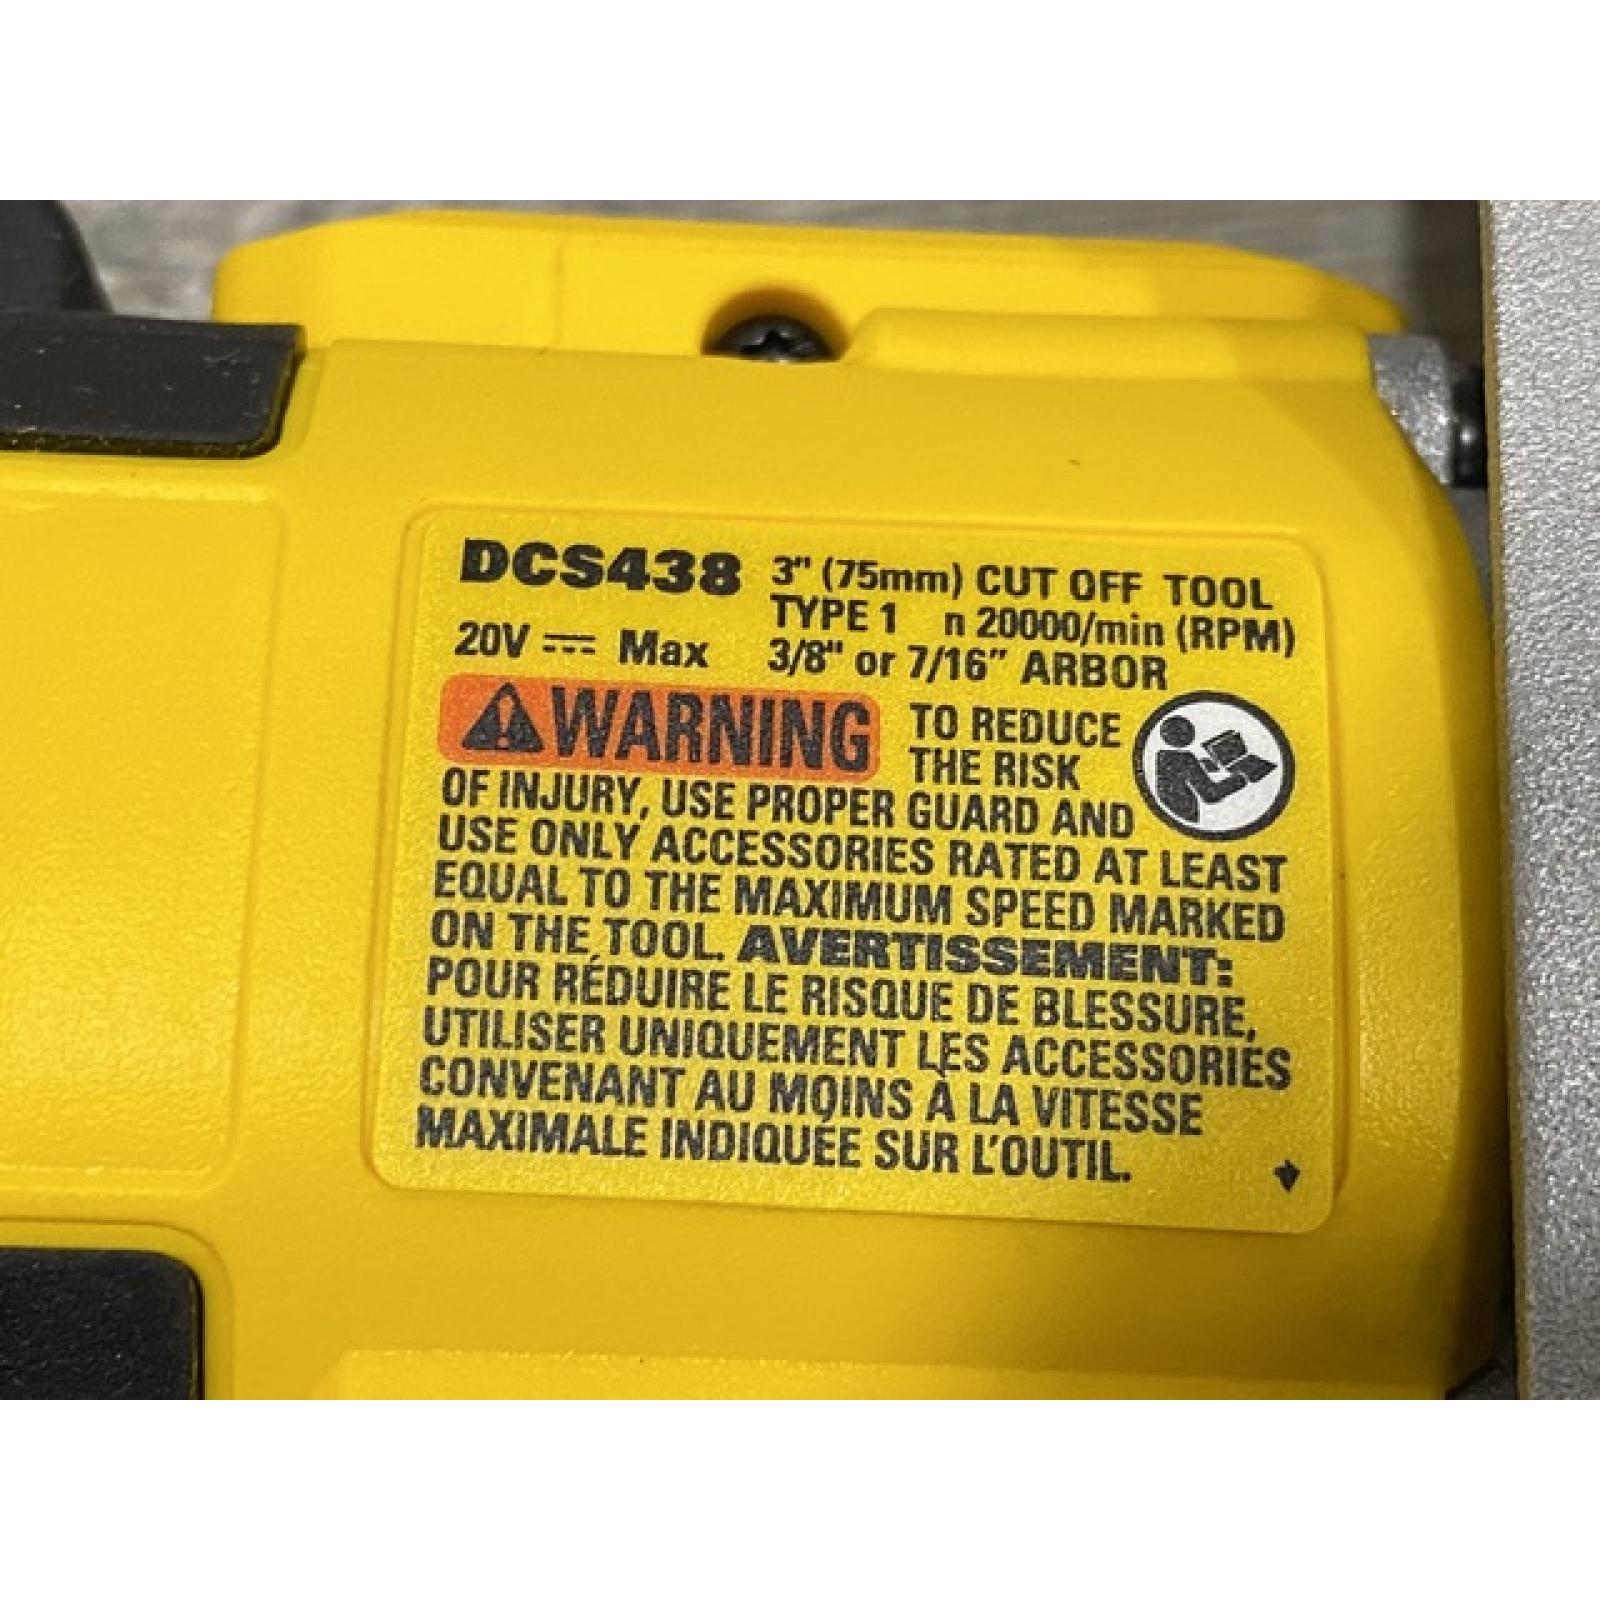 DCS438 3" (75mm) CUT OFF TOOL
TYPE 1 n 20000/min (RPM)
20V ⎓ Max 3/8" or 7/16" ARBOR
WARNING TO REDUCE
THE RISK
OF INJURY, USE PROPER GUARD AND
USE ONLY ACCESSORIES RATED AT LEAST
EQUAL TO THE MAXIMUM SPEED MARKED
ON THE TOOL. AVERTISSEMENT:
POUR RÉDUIRE LE RISQUE DE BLESSURE,
UTILISER UNIQUEMENT LES ACCESSORIES
CONVENANT AU MOINS À LA VITESSE
MAXIMALE INDIQUÉE SUR L'OUTIL.